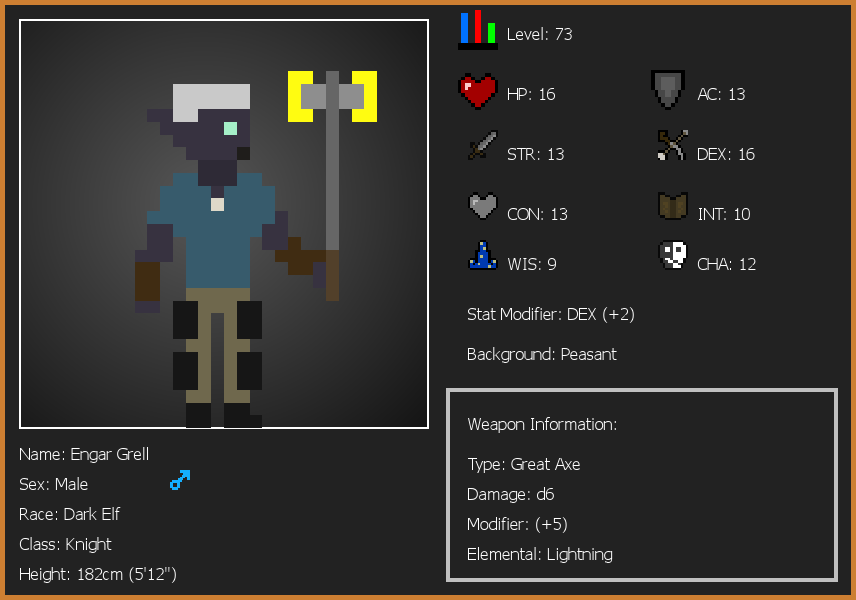 Level: 73
HP: 16
AC: 13
STR: 13
DEX: 16
CON: 13
INT: 10
WIS: 9
CHA: 12
Stat Modifier: DEX (+2)
Background: Peasant
Weapon Information:
Type: Great Axe
Damage: d6
Modifier: (+5)
Elemental: Lightning
Name: Engar Grell
Sex: Male
Race: Dark Elf
Class: Knight
Height: 182cm (5'12")